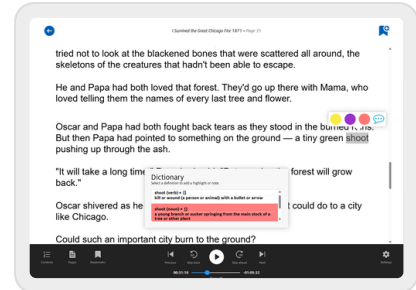 I Survived the Great Chicago Fire 1871 • Page 35
tried not to look at the blackened bones that were scattered all around, the
skeletons of the creatures that hadn't been able to escape.
He and Papa had both loved that forest. They'd go up there with Mama, who
loved telling them the names of every last tree and flower.
Oscar and Papa had both fought back tears as they stood in the burned
But then Papa had pointed to something on the ground — a tiny green shoot
pushing up through the ash.
"It will take a long time forest will grow
back."
Dictionary
Select a definition to add a highlight or note.
shoot (verb)
kill or wound (a person or animal) with a bullet or arrow
shoot (noun)
a young branch or sucker springing from the main stock of a
tree or other plant
Oscar shivered as he could do to a city
like Chicago.
Could such an important city burn to the ground?
Contents Pages Bookmarks Previous Skip back Skip ahead Next Settings